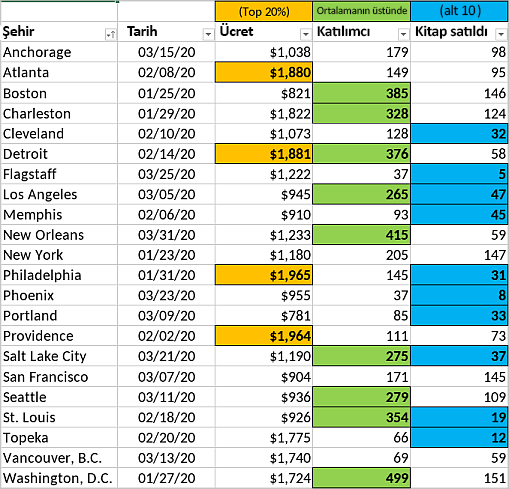 (Top 20%) Ortalamanın üstünde (alt 10 )
Şehir Tarih Ücret Katılımcı Kitap satıldı
Anchorage 03/15/20 $1,038 179 98
Atlanta 02/08/20 $1,880 149 95
Boston 01/25/20 $821 385 146
Charleston 01/29/20 $1,822 328 124
Cleveland 02/10/20 $1,073 128 32
Detroit 02/14/20 $1,881 376 58
Flagstaff 03/25/20 $1,222 37 5
Los Angeles 03/05/20 $945 265 47
Memphis 02/06/20 $910 93 45
New Orleans 03/31/20 $1,233 415 59
New York 01/23/20 $1,180 205 147
Philadelphia 01/31/20 $1,965 145 31
Phoenix 03/23/20 $955 37 8
Portland 03/09/20 $781 85 33
Providence 02/02/20 $1,964 111 73
Salt Lake City 03/21/20 $1,190 275 37
San Francisco 03/07/20 $904 171 145
Seattle 03/11/20 $936 279 109
St. Louis 02/18/20 $926 354 19
Topeka 02/20/20 $1,775 66 12
Vancouver, B.C. 03/13/20 $1,740 69 59
Washington, D.C. 01/27/20 $1,724 499 151